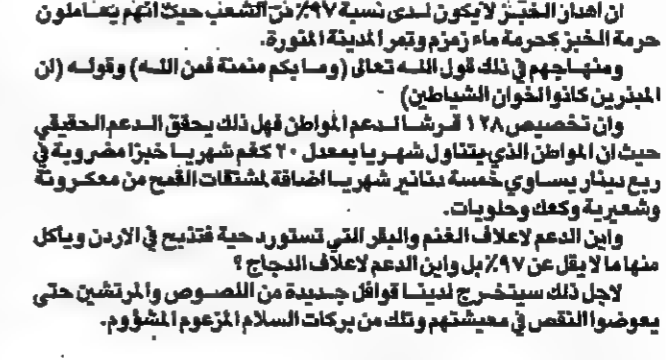 ان اهدار الخبز لا يكون لدى نسبة ٩٧٪ من الشعب حيث انهم يعاملون
حرمة الخبز كحرمة ماء زمزم وتمر المدينة المنورة.
ومنهاجهم في ذلك قول الله تعالى (وما بكم من نعمة فمن الله) وقوله (ان
المبذرين كانوا اخوان الشياطين)
وان تخصيص ١٢٨ قرشا لدعم المواطن فهل ذلك يحقق الدعم الحقيقي
حيث ان المواطن الذي يتناول شهريا بمعدل ٢٠ كغم شهريا خبزا مضروبة في
ربع دينار يساوي خمسة دنانير شهريا اضافة لمشتقات القمح من معكرونة
وشعيرية وكعك وحلويات.
واين الدعم لاعلاف الغنم والبقر التي تستورد حية فتذبح في الاردن ويأكل
منها ما لا يقل عن ٩٧٪ بل واين الدعم لاعلاف الدجاج ؟
لاجل ذلك سيتخرج لدينا قوافل جديدة من اللصوص والمرتشين حتى
يعوضوا النقص في معيشتهم وتلك من بركات السلام المزعوم المشؤوم.